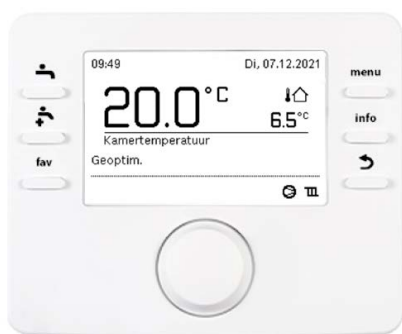 09:49 Di, 07.12.2021
menu
20.0°C
6.5°C
info
Kamertemperatuur
fav
Geoptim.